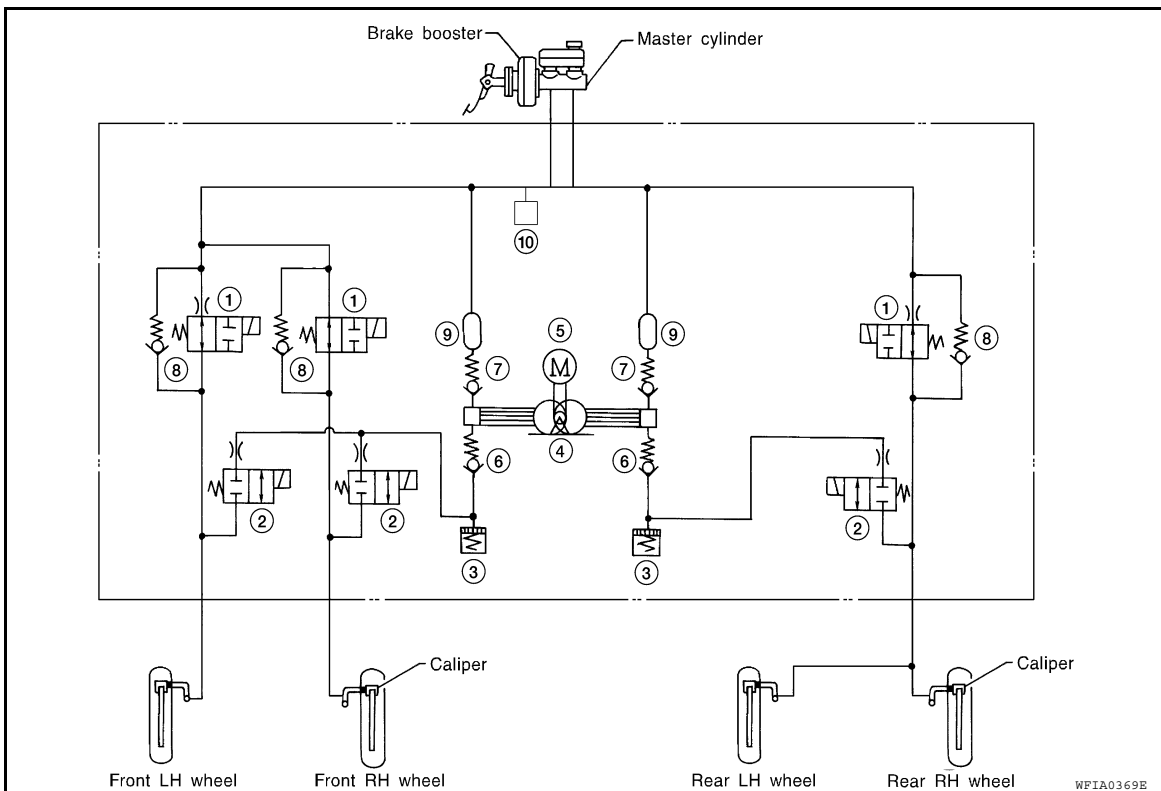 Brake booster
Master cylinder
10
1
1
1
5
9
9
8
8
8
7
7
M
4
6
6
2
2
2
3
3
Caliper
Caliper
Front LH wheel
Front RH wheel
Rear LH wheel
Rear RH wheel
WFIA0369E